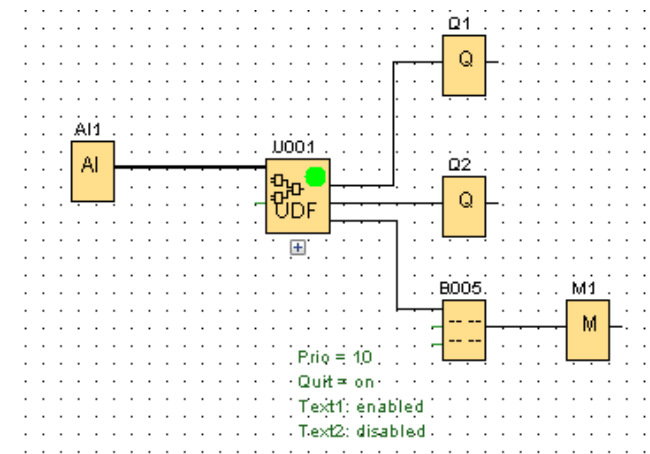 Q1
Q
AI1
AI
U001
UDF
Q2
Q
B005
M1
M
Prio = 10
Quit = on
Text1: enabled
Text2: disabled